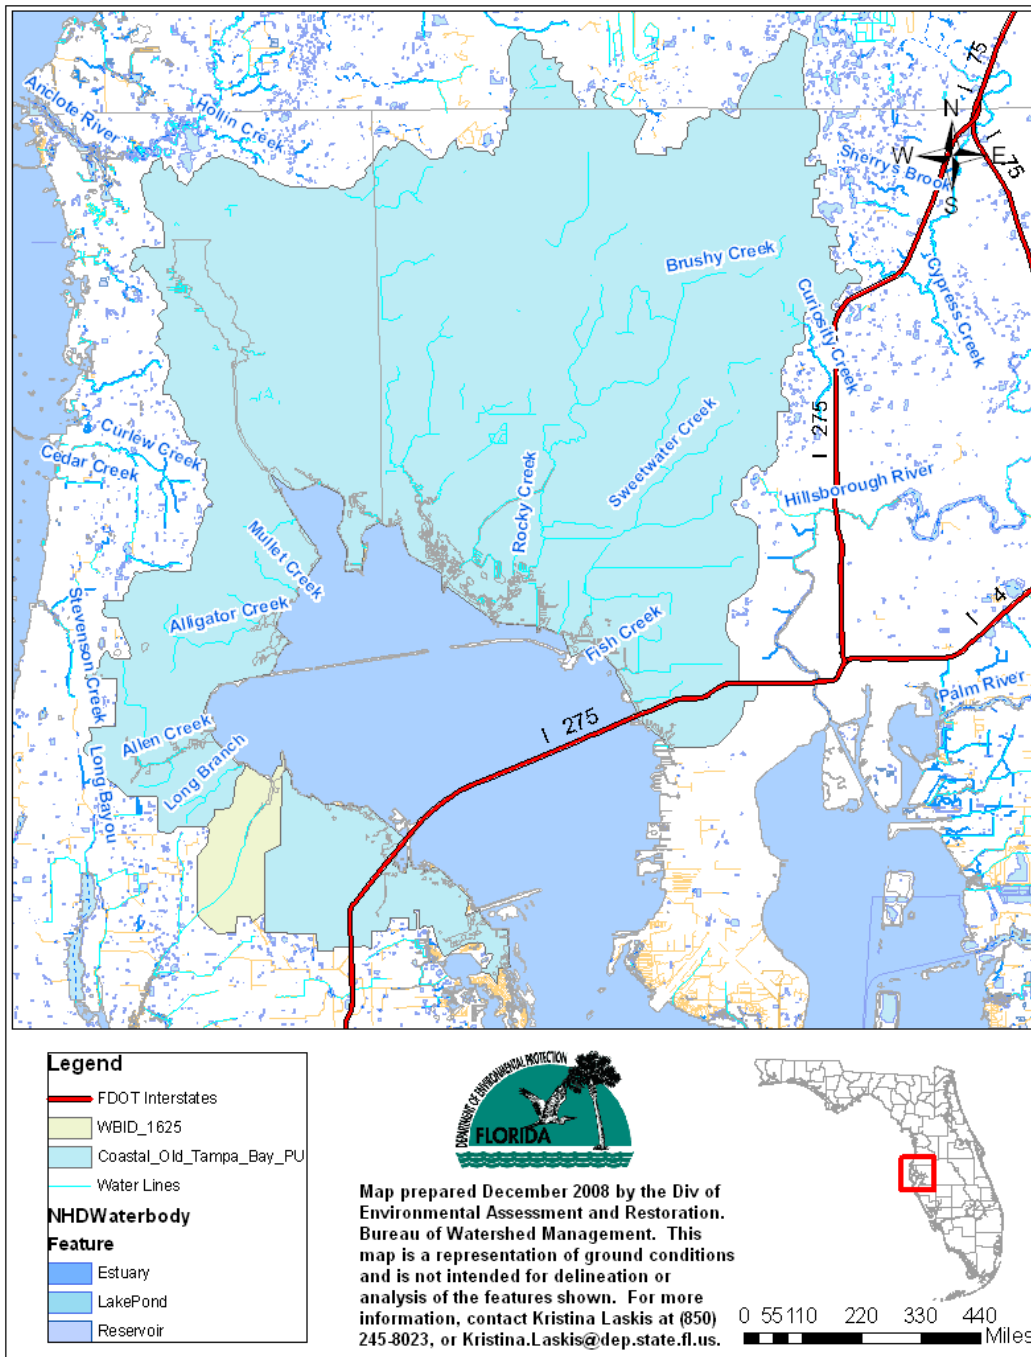 I 75
N
W E
S
I 75
Anclote River
Hollin Creek
Sherrys Brook
Brushy Creek
Curiosity Creek
Cypress Creek
I 275
Curlew Creek
Cedar Creek
Rocky Creek
Sweetwater Creek
Hillsborough River
Mullet Creek
Stevenson Creek
Alligator Creek
Fish Creek
I 4
Palm River
I 275
Allen Creek
Long Branch
Long Bayou
Legend
FDOT Interstates
WBID_1625
Coastal_Old_Tampa_Bay_PU
Water Lines
NHDWaterbody
Feature
Estuary
LakePond
Reservoir
DEPARTMENT OF ENVIRONMENTAL PROTECTION
FLORIDA
Map prepared December 2008 by the Div of
Environmental Assessment and Restoration.
Bureau of Watershed Management. This
map is a representation of ground conditions
and is not intended for delineation or
analysis of the features shown. For more
information, contact Kristina Laskis at (850)
245-8023, or Kristina.Laskis@dep.state.fl.us.
0 55 110 220 330 440
Miles